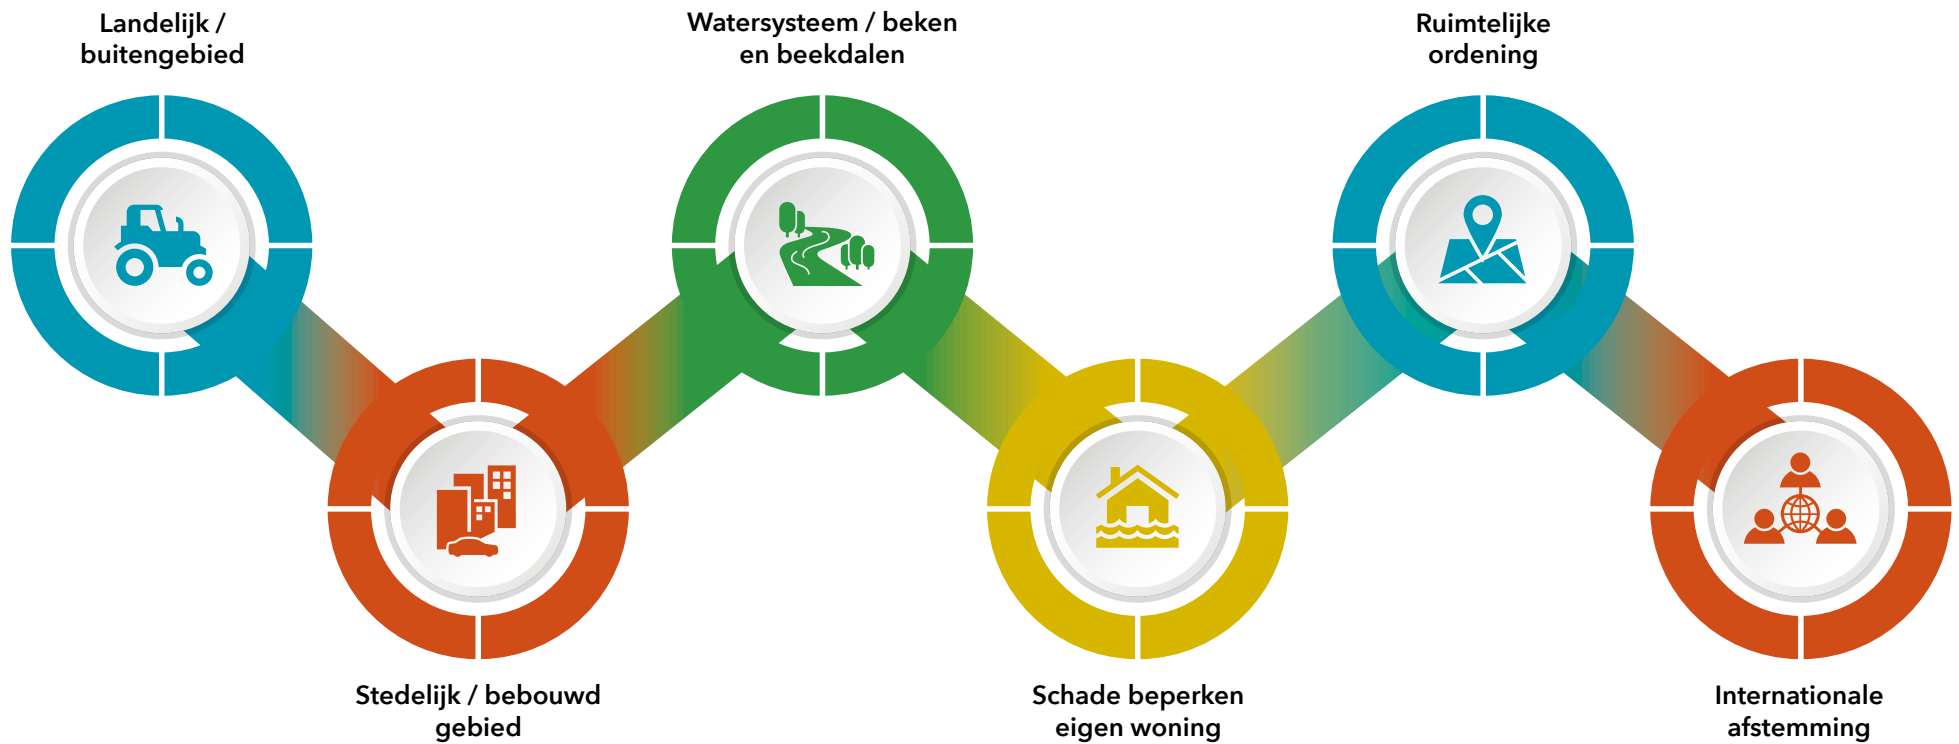 Landelijk /
buitengebied
Watersysteem / beken
en beekdalen
Ruimtelijke
ordening
Stedelijk / bebouwd
gebied
Schade beperken
eigen woning
Internationale
afstemming